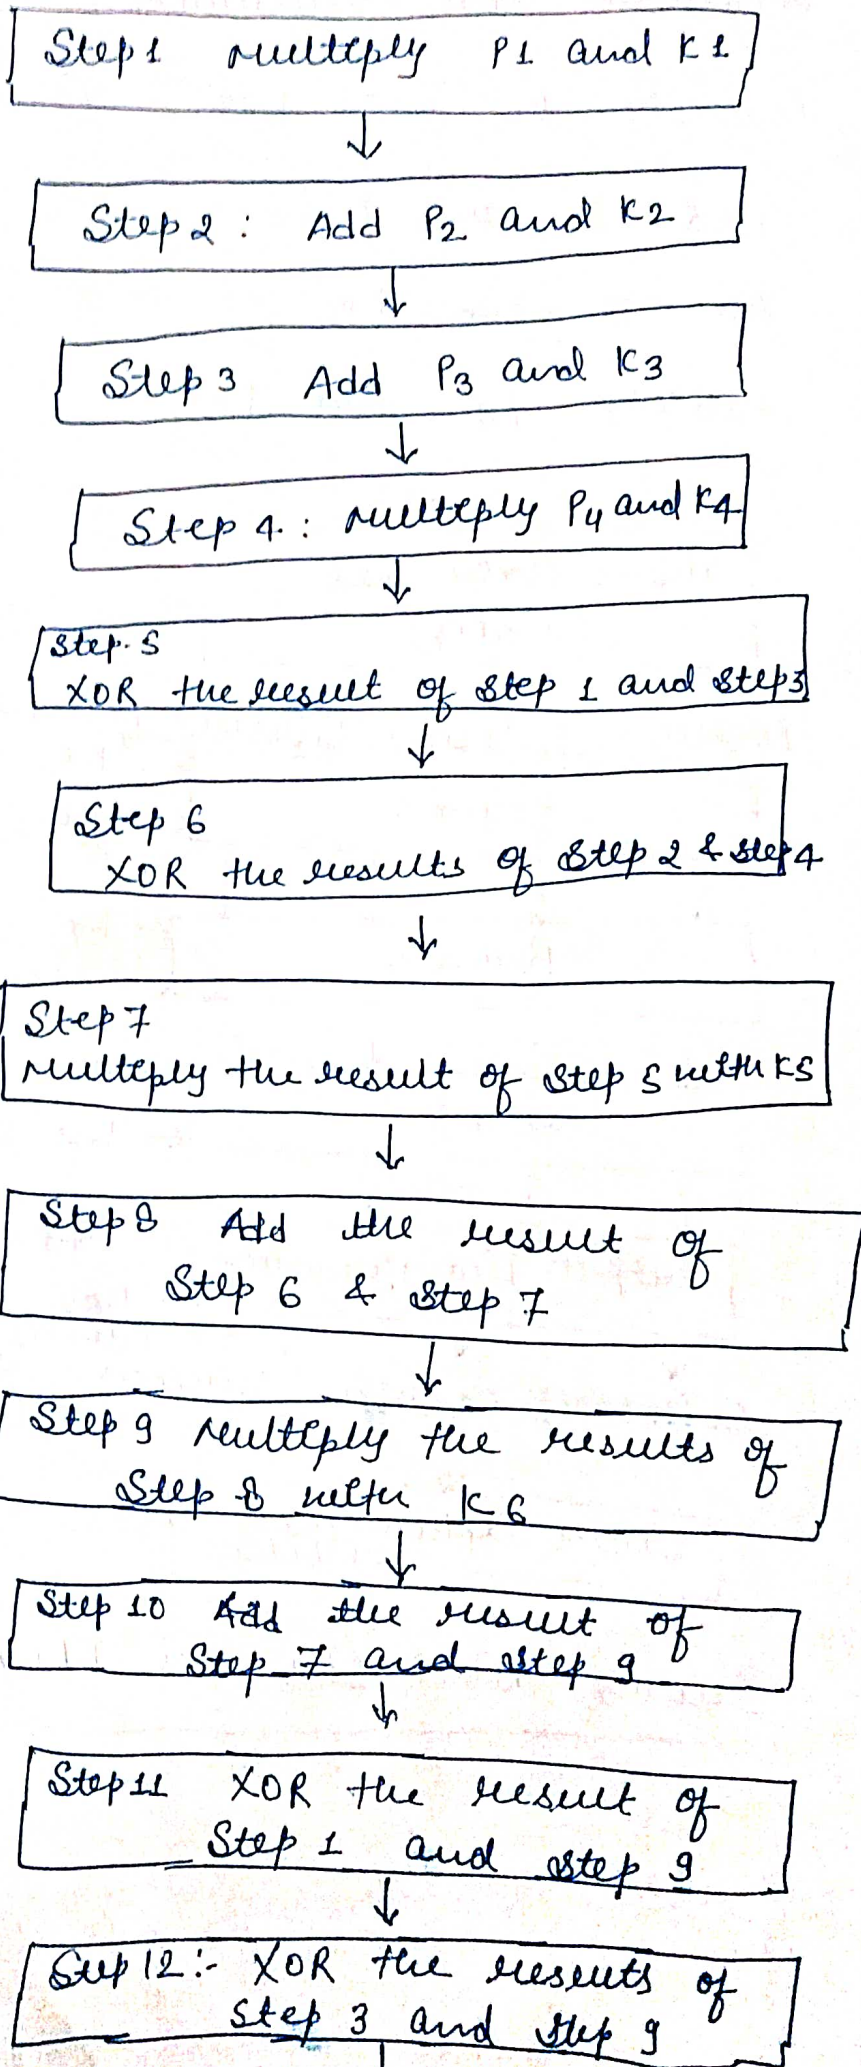 Step 1 multiply P1 and K1
Step 2 : Add P2 and K2
Step 3 Add P3 and K3
Step 4. : multiply P4 and K4
Step. 5
XOR the result of step 1 and step 3
Step 6
XOR the results of step 2 & step 4
Step 7
multiply the result of step 5 with K5
Step 8 Add the result of
Step 6 & step 7
Step 9 multiply the results of
Step 8 with K6
Step 10 Add the result of
Step 7 and step 9
Step 11 XOR the result of
Step 1 and step 9
Step 12 :- XOR the results of
step 3 and step 9